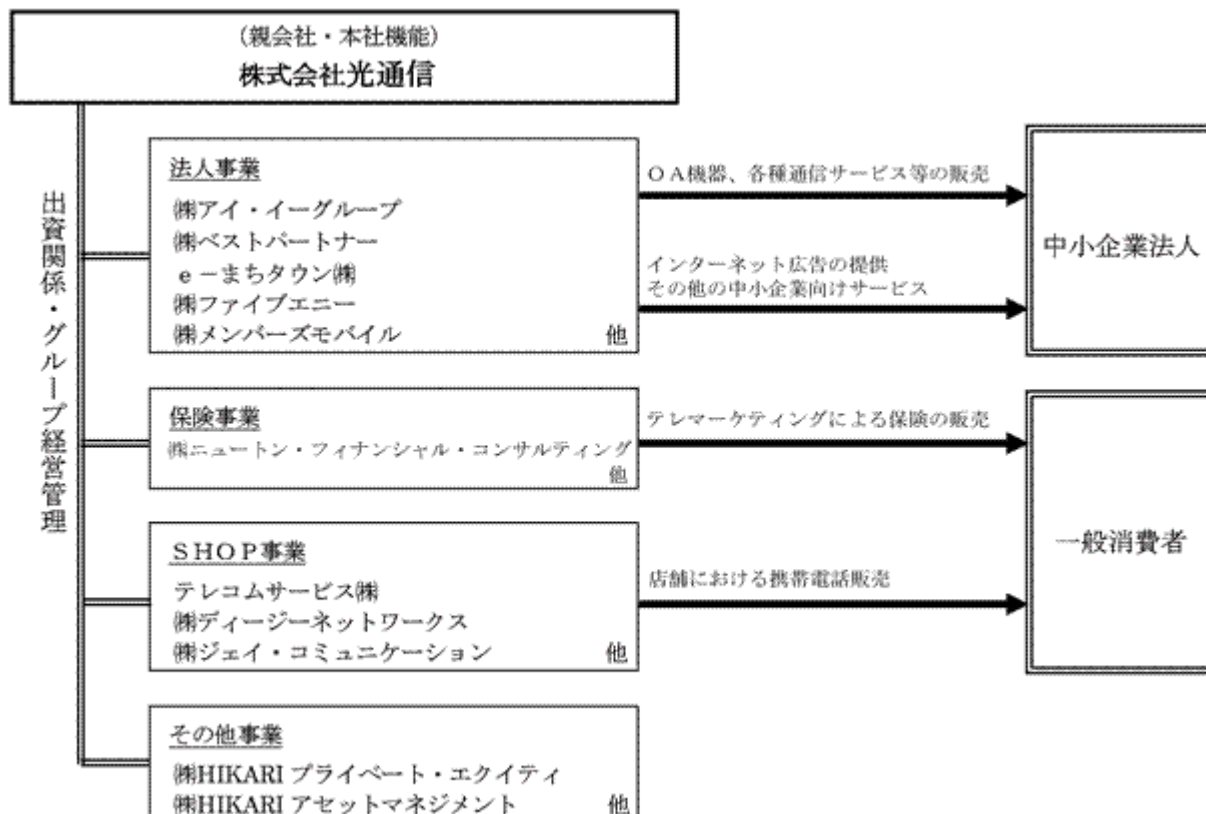 (親会社・本社機能)
株式会社光通信
出資関係・グループ経営管理
法人事業
㈱アイ・イーグループ
㈱ベストパートナー
e-まちタウン㈱
㈱ファイブエニー
㈱メンバーズモバイル 他
OA機器、各種通信サービス等の販売
インターネット広告の提供
その他の中小企業向けサービス
中小企業法人
保険事業
㈱ニュートン・フィナンシャル・コンサルティング
他
テレマーケティングによる保険の販売
SHOP事業
テレコムサービス㈱
㈱ディージーネットワークス
㈱ジェイ・コミュニケーション 他
店舗における携帯電話販売
一般消費者
その他事業
㈱HIKARI プライベート・エクイティ
㈱HIKARI アセットマネジメント 他